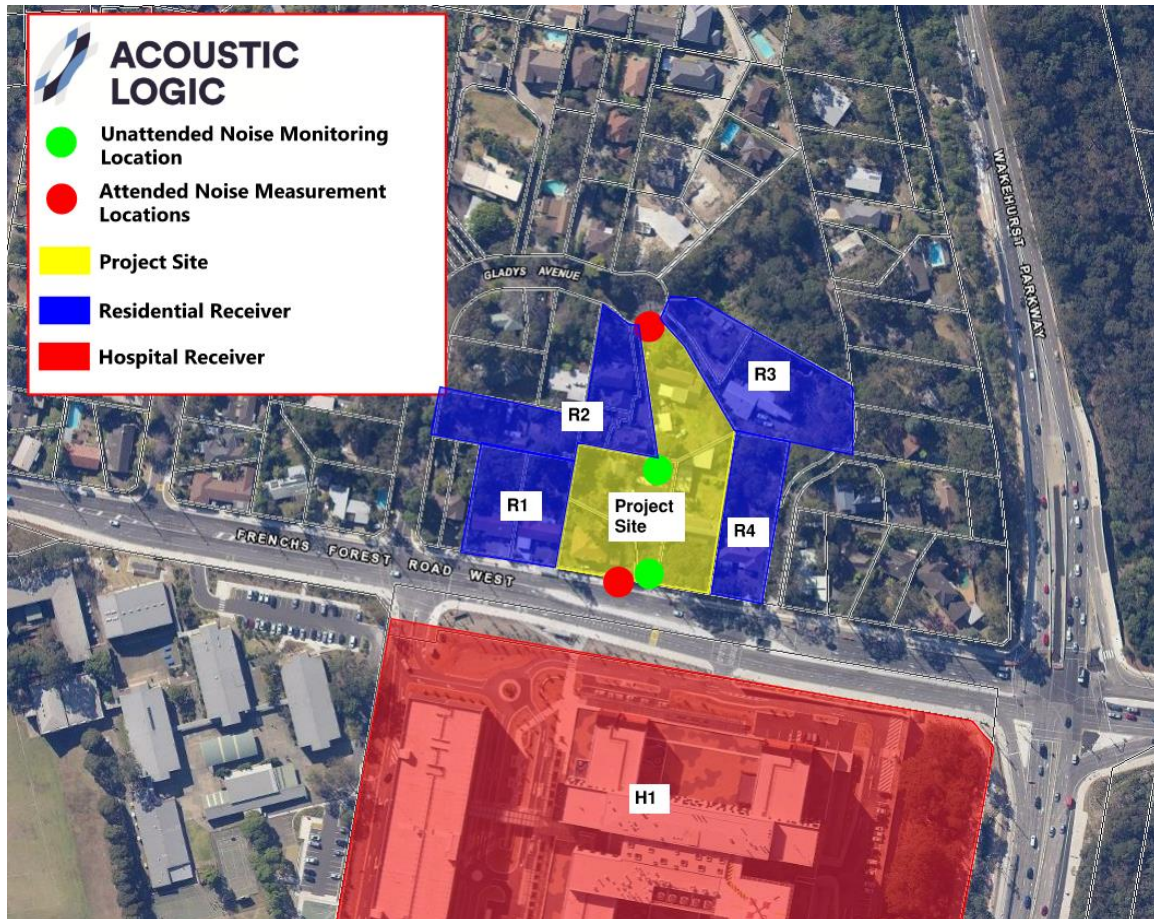 ACOUSTIC
LOGIC
Unattended Noise Monitoring
Location
Attended Noise Measurement
Locations
Project Site
Residential Receiver
Hospital Receiver
WAKEHURST PARKWAY
GLADYS AVENUE
R3
R2
R1
Project
Site
R4
FRENCHS FOREST ROAD WEST
H1